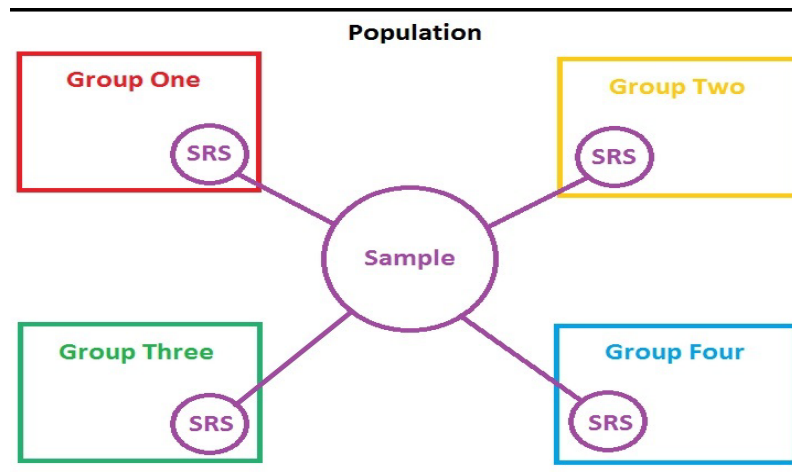 Population
Group One
Group Two
SRS
SRS
Sample
Group Three
Group Four
SRS
SRS